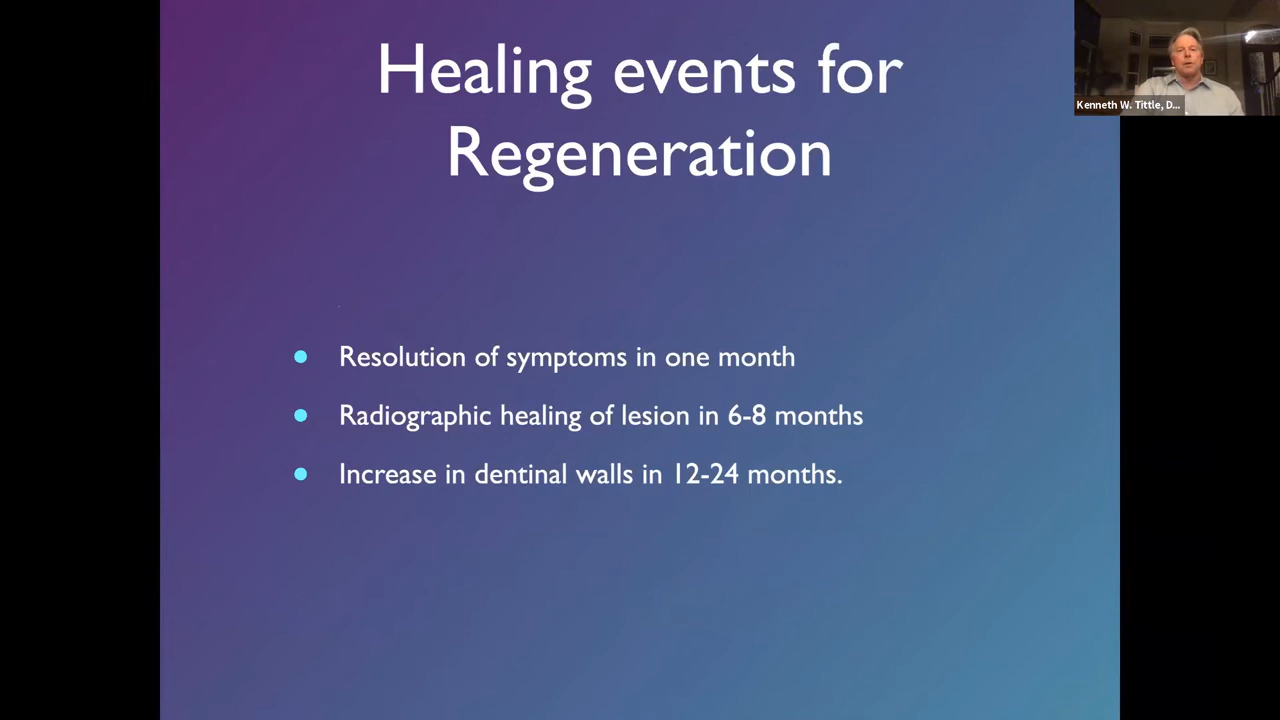 Healing events for
Regeneration
Kenneth W. Tittle, D...
Resolution of symptoms in one month
Radiographic healing of lesion in 6-8 months
Increase in dentinal walls in 12-24 months.